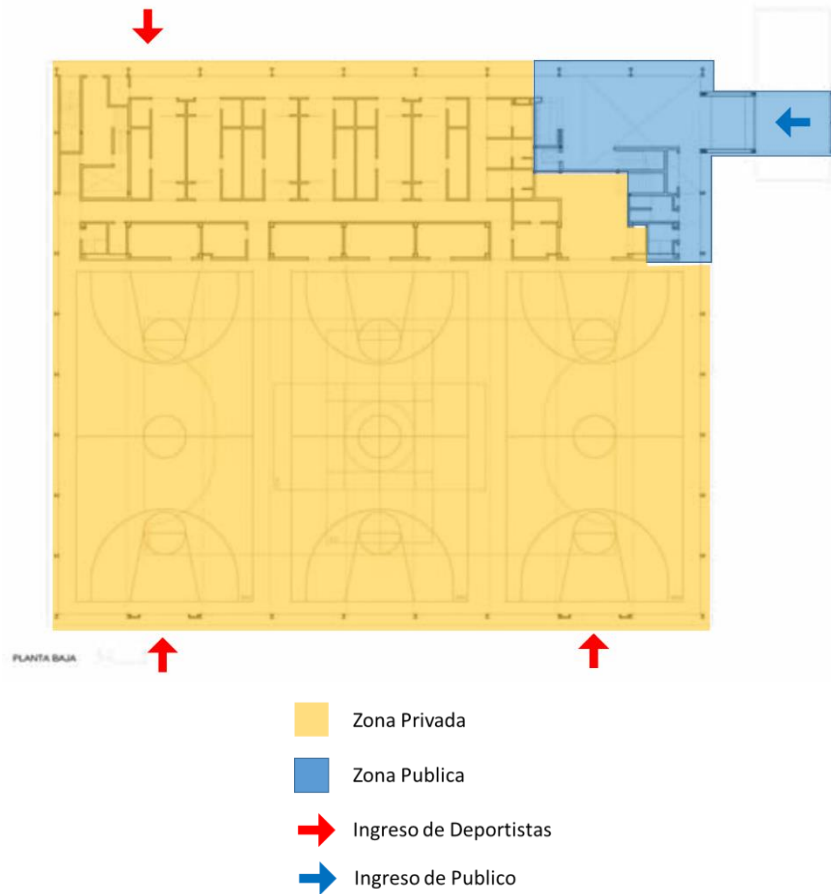 PLANTA BAJA
Zona Privada
Zona Publica
Ingreso de Deportistas
Ingreso de Publico